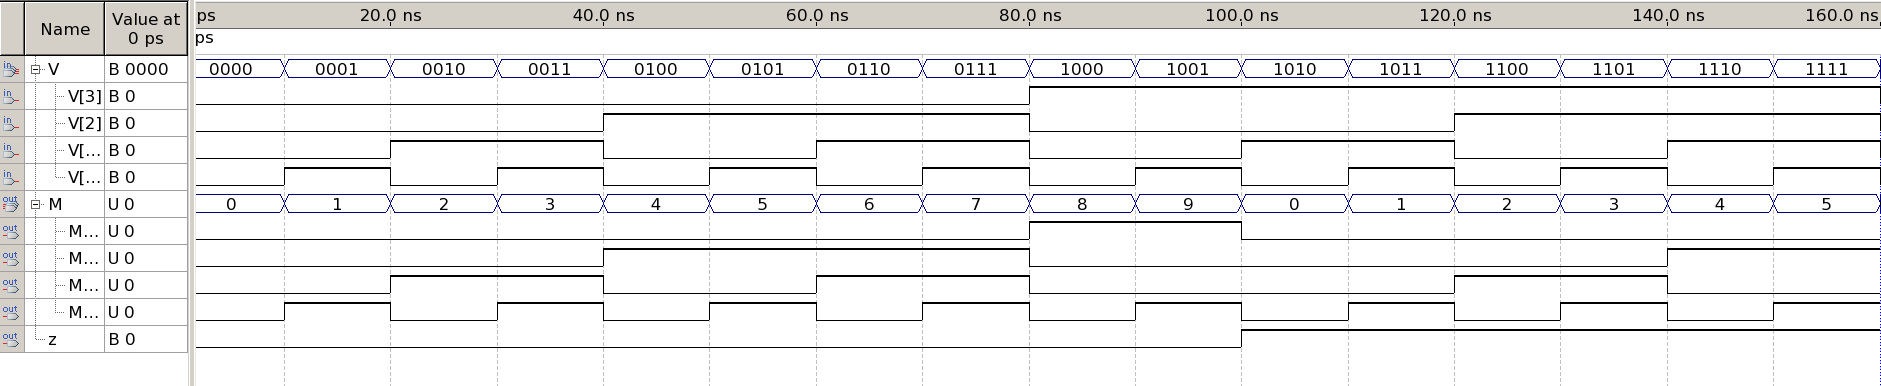 Name Value at 0 ps ps 20.0 ns 40.0 ns 60.0 ns 80.0 ns 100.0 ns 120.0 ns 140.0 ns 160.0 ns
ps
in V B 0000 0000 0001 0010 0011 0100 0101 0110 0111 1000 1001 1010 1011 1100 1101 1110 1111
in V[3] B 0
in V[2] B 0
in V[... B 0
in V[... B 0
out M U 0 0 1 2 3 4 5 6 7 8 9 0 1 2 3 4 5
out M... U 0
out M... U 0
out M... U 0
out M... U 0
out z B 0